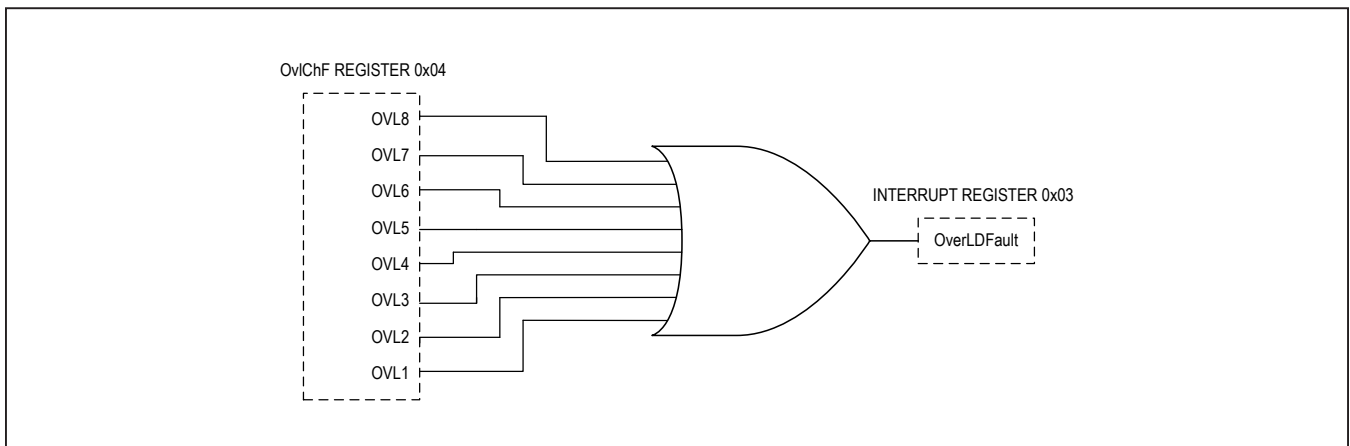 OvlChF REGISTER 0x04
OVL8
OVL7
OVL6
OVL5
OVL4
OVL3
OVL2
OVL1
INTERRUPT REGISTER 0x03
OverLDFault